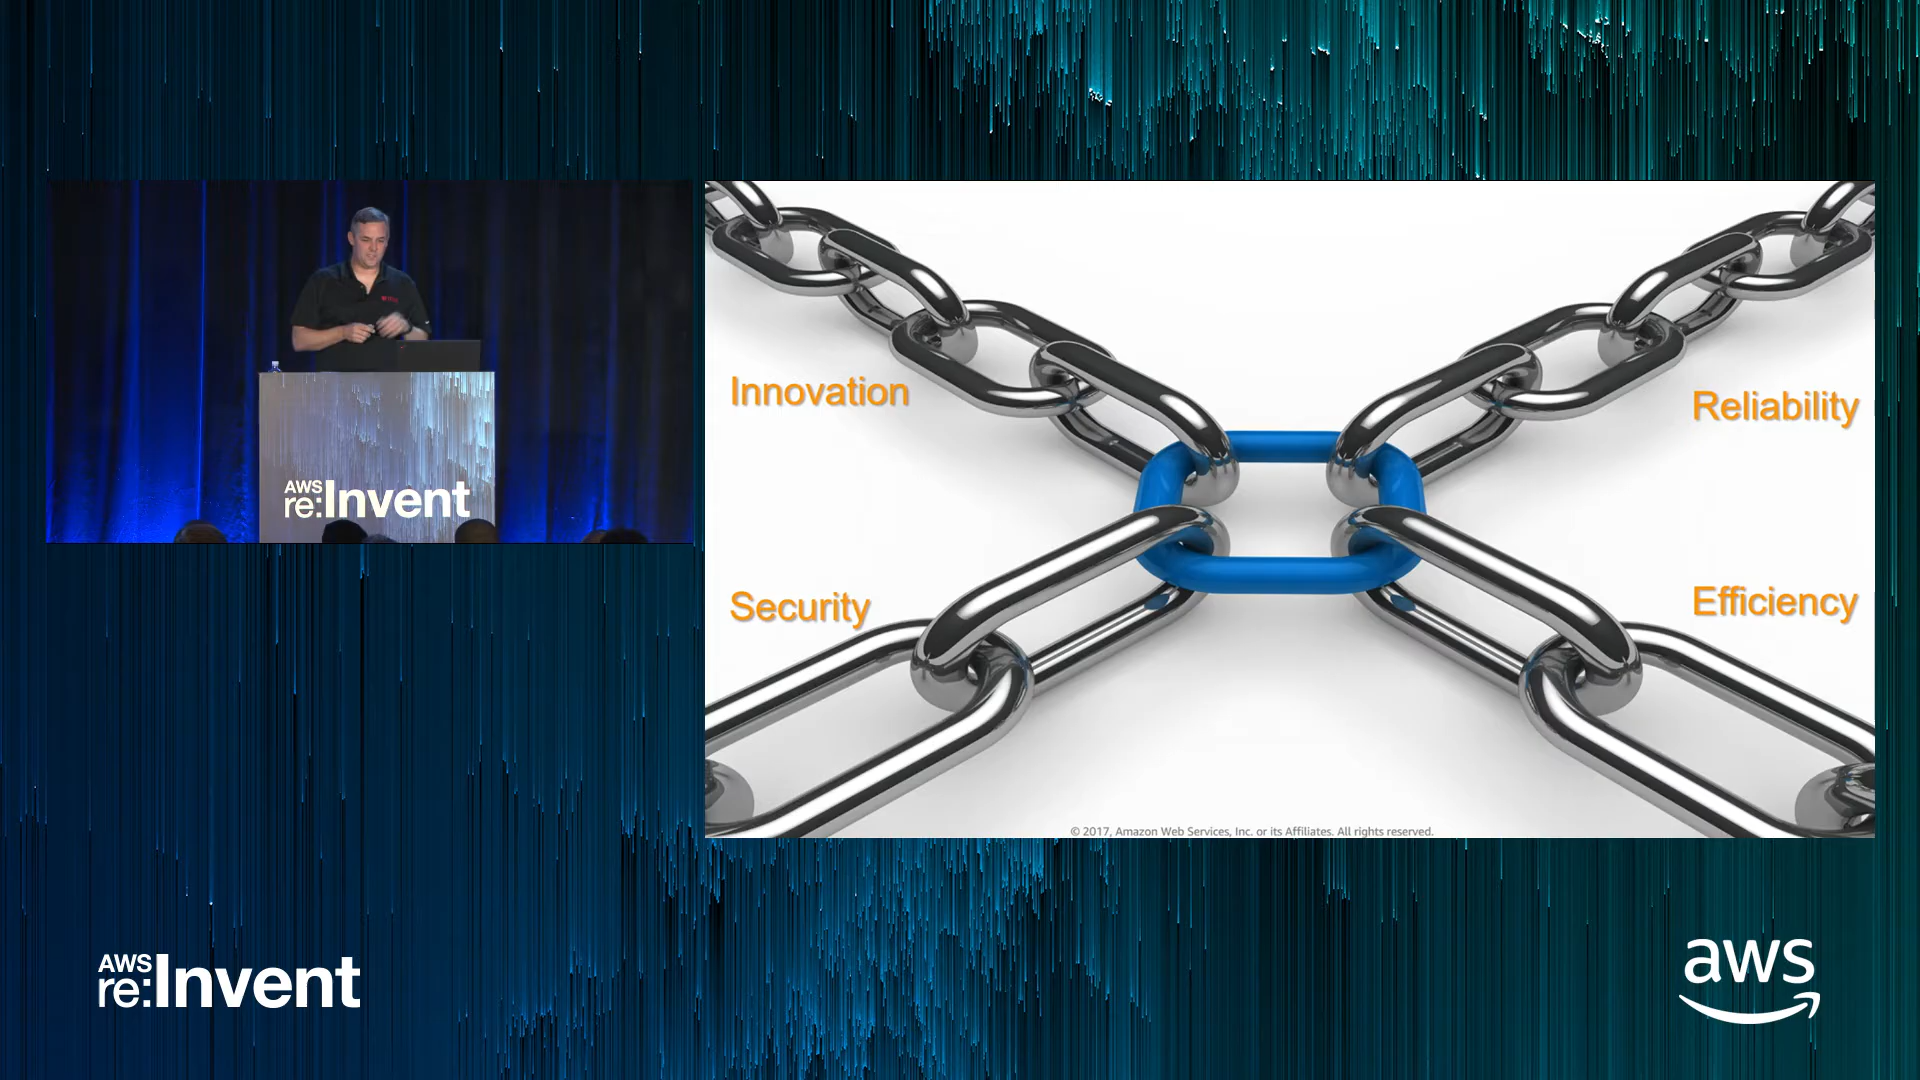 AWS
re:Invent
Innovation
Reliability
Security
Efficiency
© 2017, Amazon Web Services, Inc. or its Affiliates. All rights reserved.
AWS
re:Invent
aws